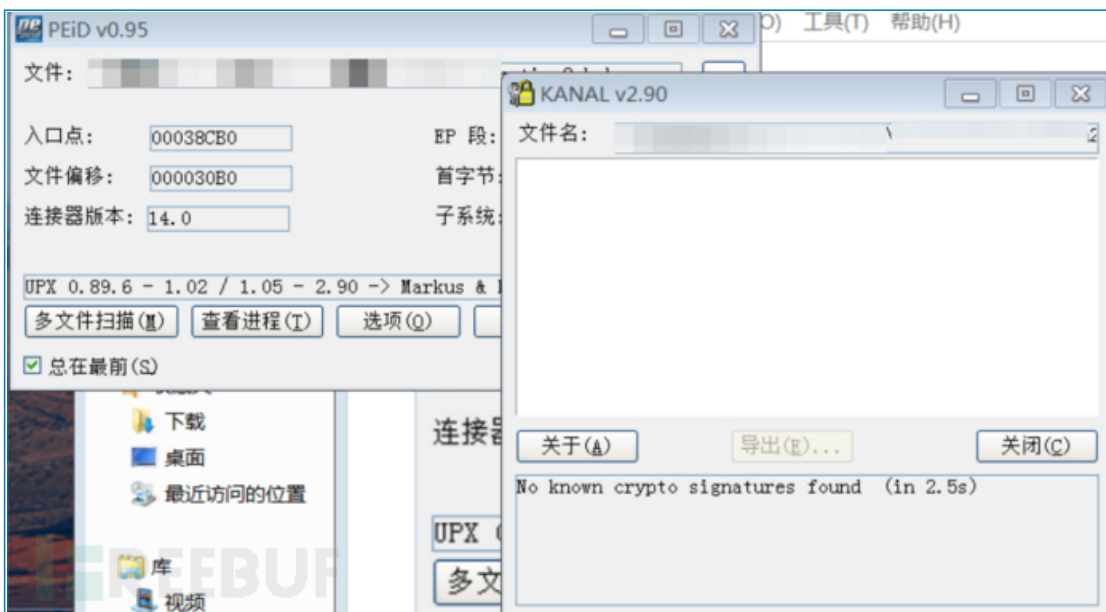 PEiD v0.95
工具(T) 帮助(H)
文件:
KANAL v2.90
文件名:
2
入口点: 00038CB0
EP 段:
文件偏移: 000030B0
首字节:
连接器版本: 14.0
子系统:
UPX 0.89.6 - 1.02 / 1.05 - 2.90 -> Markus &
多文件扫描(M) 查看进程(T) 选项(O)
总在最前(S)
下载
桌面
最近访问的位置
库
视频
连接器
UPX
多文
关于(A) 导出(E)... 关闭(C)
No known crypto signatures found (in 2.5s)
FREEBUF